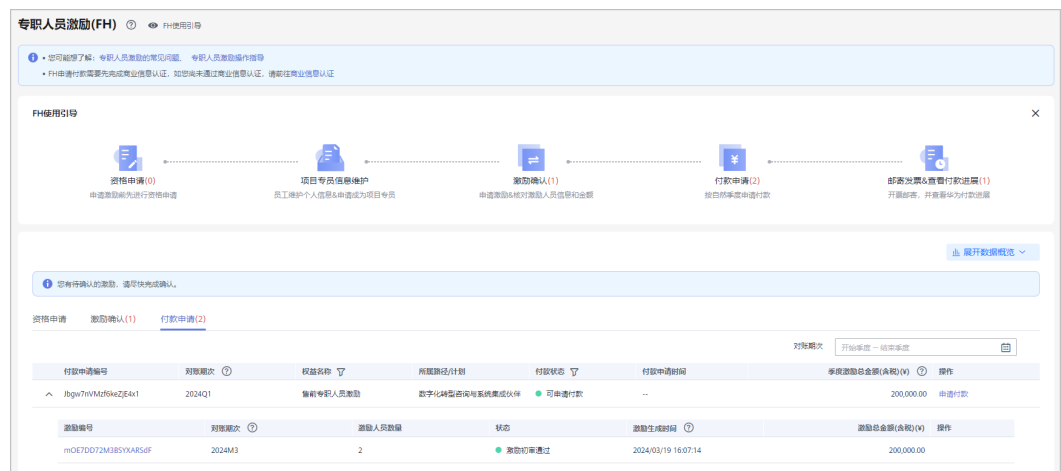 专职人员激励(FH) ? FH使用引导
• 您可能想了解：专职人员激励的常见问题、 专职人员激励操作指导
• FH申请付款需要先完成商业信息认证，如您尚未通过商业信息认证，请前往商业信息认证
FH使用引导
资格申请(0) 项目专员信息维护 激励确认(1) 付款申请(2) 邮寄发票&查看付款进展(1)
申请激励前先进行资格申请 员工维护个人信息&申请成为项目专员 申请激励&核对激励人员信息和金额 按自然季度申请付款 开票邮寄，并查看华为付款进展
展开数据概览
您有待确认的激励，请尽快完成确认。
资格申请 激励确认(1) 付款申请(2)
对账期次 开始季度 – 结束季度
付款申请编号 对账期次 ? 权益名称 所属路径/计划 付款状态 付款申请时间 季度激励总金额(含税)(¥) ? 操作
Jbgw7nVMzf6keZjE4x1 2024Q1 售前专职人员激励 数字化转型咨询与系统集成伙伴 可申请付款 -- 200,000.00 申请付款
激励编号 对账期次 ? 激励人员数量 状态 激励生成时间 ? 激励总金额(含税)(¥) 操作
mOE7DD72M3BSYXARSdF 2024M3 2 激励初审通过 2024/03/19 16:07:14 200,000.00